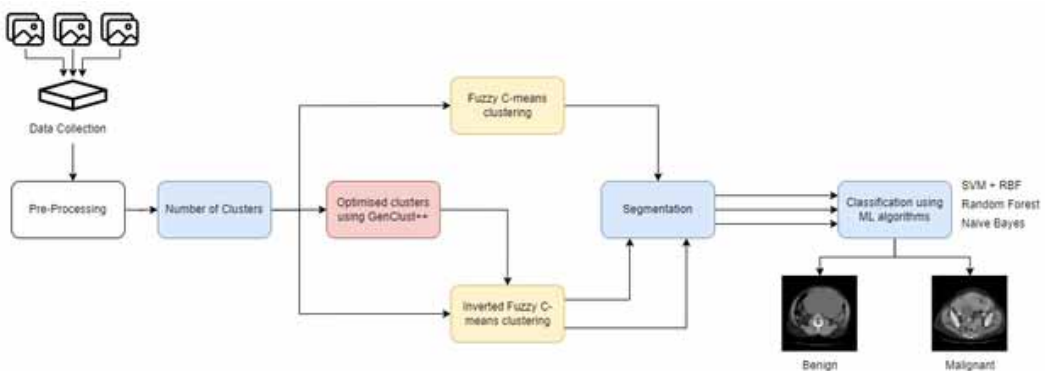 Data Collection
Pre-Processing
Number of Clusters
Fuzzy C-means
clustering
Optimised clusters
using GenClust++
Inverted Fuzzy C-
means clustering
Segmentation
Classification using
ML algorithms
SVM + RBF
Random Forest
Naive Bayes
Benign
Malignant